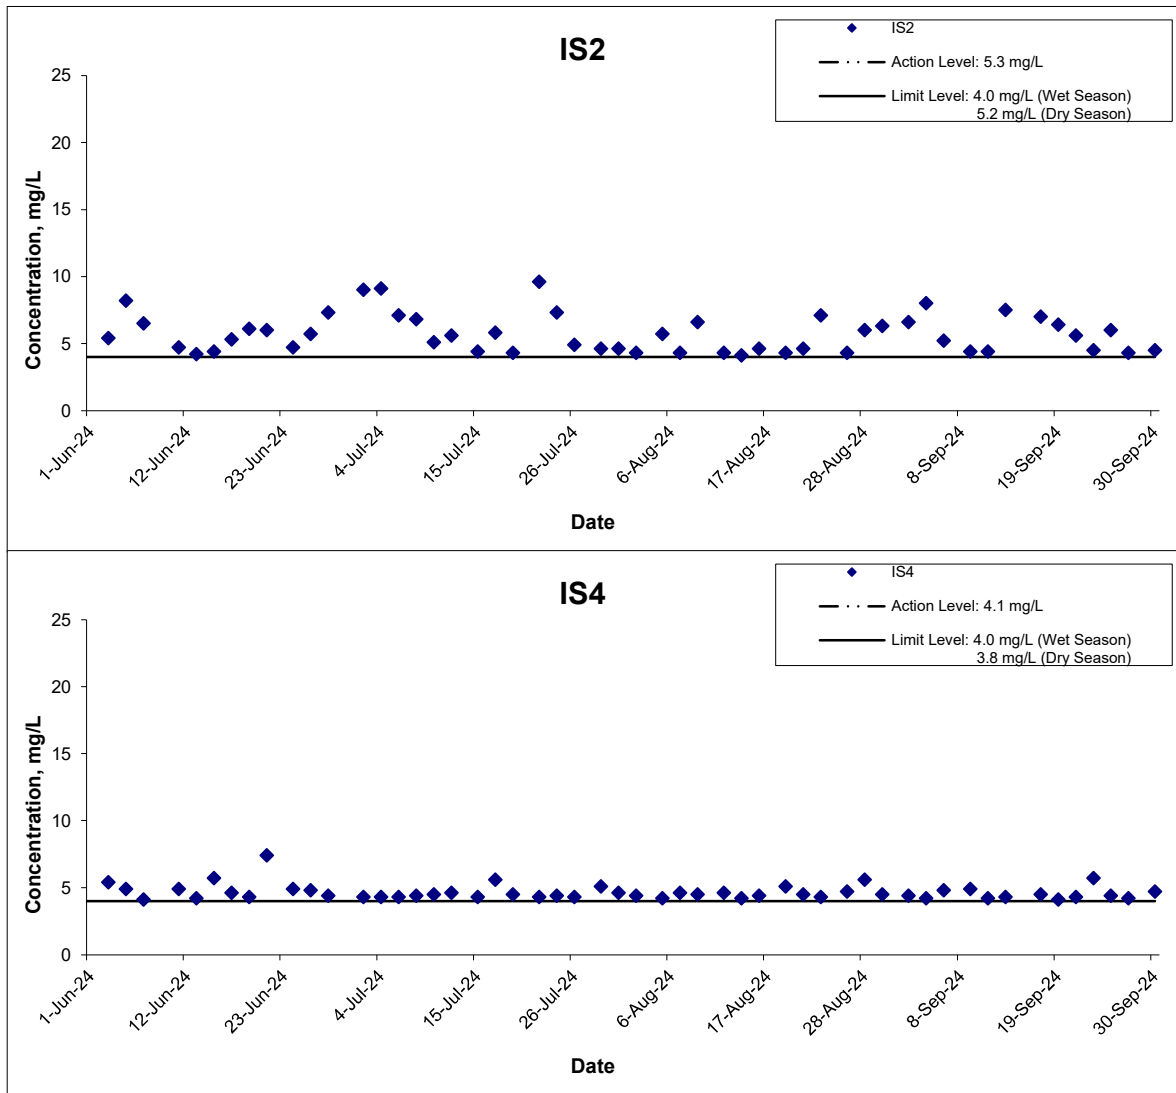 IS2
IS2
Action Level: 5.3 mg/L
Limit Level: 4.0 mg/L (Wet Season)
5.2 mg/L (Dry Season)
Concentration, mg/L
25
20
15
10
5
0
1-Jun-24
12-Jun-24
23-Jun-24
4-Jul-24
15-Jul-24
26-Jul-24
6-Aug-24
17-Aug-24
28-Aug-24
8-Sep-24
19-Sep-24
30-Sep-24
Date
IS4
IS4
Action Level: 4.1 mg/L
Limit Level: 4.0 mg/L (Wet Season)
3.8 mg/L (Dry Season)
Concentration, mg/L
25
20
15
10
5
0
1-Jun-24
12-Jun-24
23-Jun-24
4-Jul-24
15-Jul-24
26-Jul-24
6-Aug-24
17-Aug-24
28-Aug-24
8-Sep-24
19-Sep-24
30-Sep-24
Date